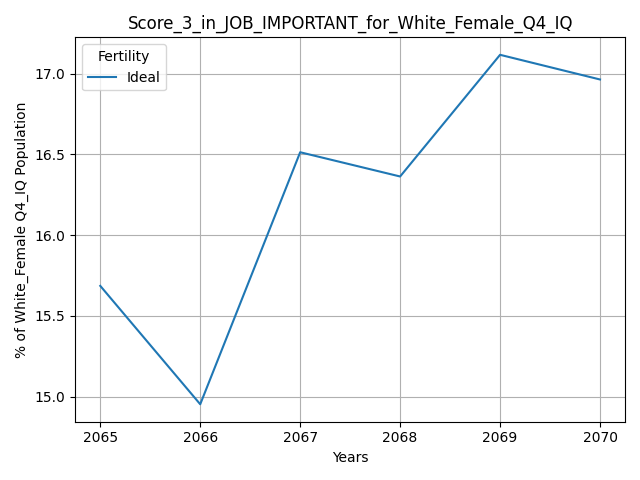 Score_3_in_JOB_IMPORTANT_for_White_Female_Q4_IQ
Fertility
Ideal
% of White_Female Q4_IQ Population
17.0
16.5
16.0
15.5
15.0
2065 2066 2067 2068 2069 2070
Years